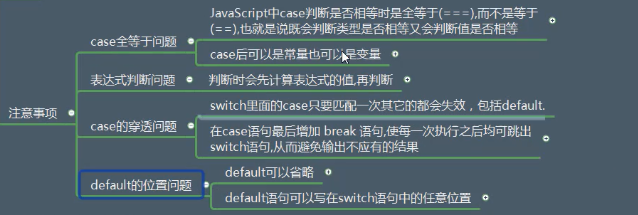 注意事项
case全等于问题
JavaScript中case判断是否相等时是全等于(===),而不是等于
(==),也就是说既会判断类型是否相等又会判断值是否相等
case后可以是常量也可以是变量
表达式判断问题
判断时会先计算表达式的值,再判断
case的穿透问题
switch里面的case只要匹配一次其它的都会失效，包括default.
在case语句最后增加 break 语句,使每一次执行之后均可跳出
switch语句,从而避免输出不应有的结果
default的位置问题
default可以省略
default语句可以写在switch语句中的任意位置